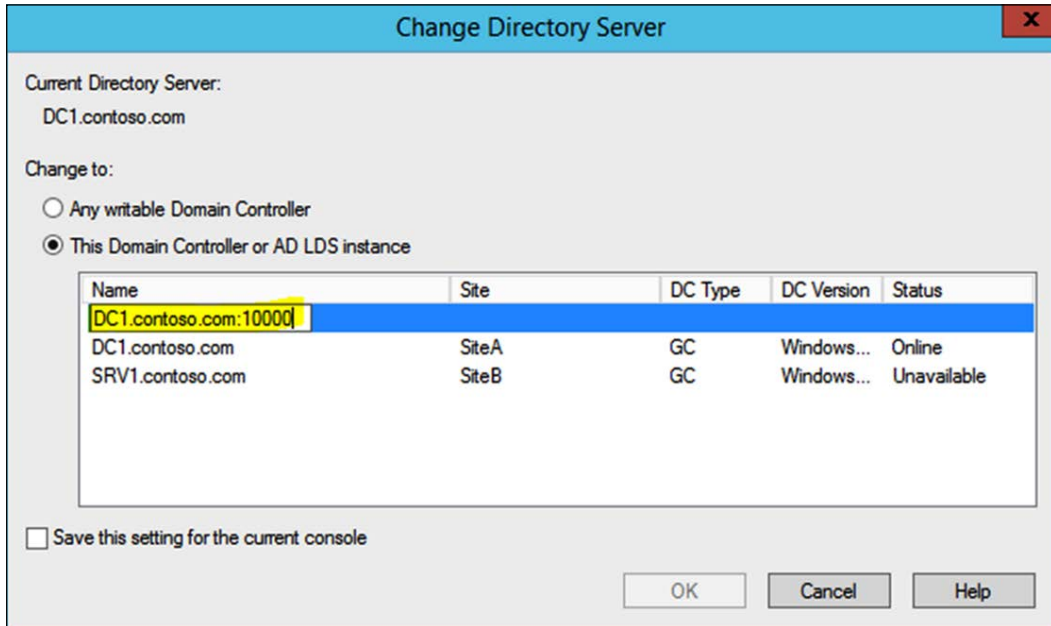 Change Directory Server
x
Current Directory Server:
DC1.contoso.com
Change to:
Any writable Domain Controller
This Domain Controller or AD LDS instance
Name Site DC Type DC Version Status
DC1.contoso.com:10000
DC1.contoso.com SiteA GC Windows... Online
SRV1.contoso.com SiteB GC Windows... Unavailable
Save this setting for the current console
OK Cancel Help